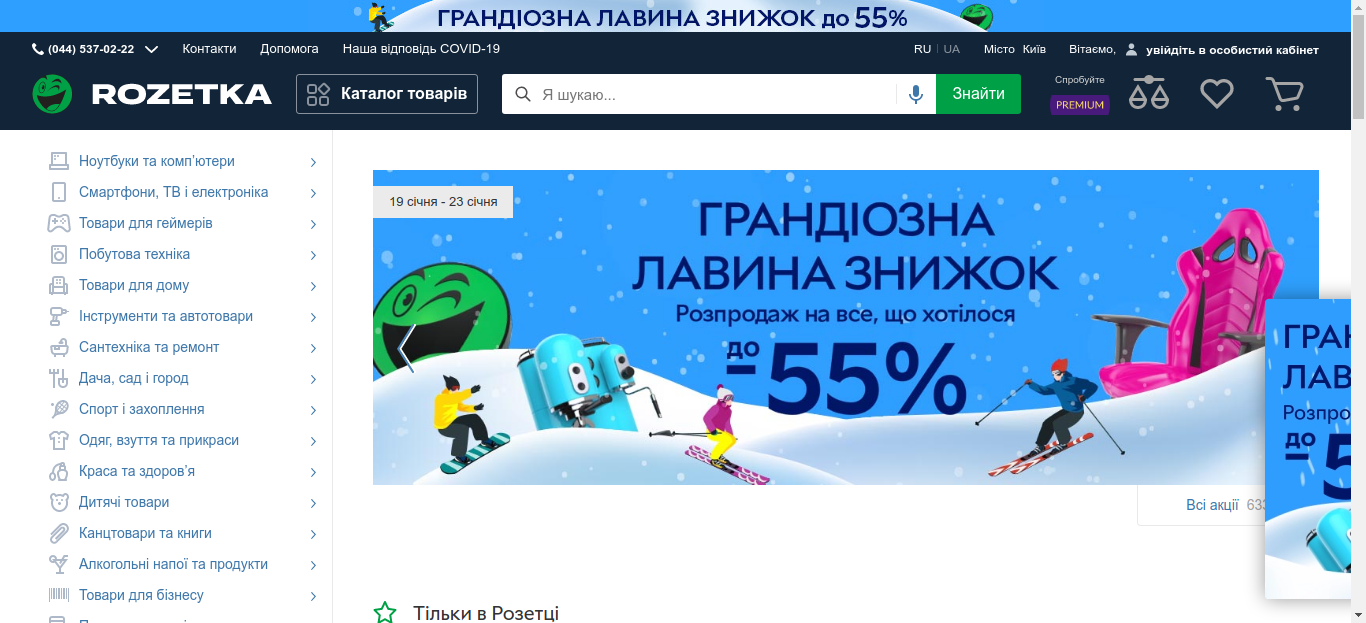 ГРАНДІОЗНА ЛАВИНА ЗНИЖОК до 55%
(044) 537-02-22 Контакти Допомога Наша відповідь COVID-19 RU UA Місто Київ Вітаємо, увійдіть в особистий кабінет
ROZETKA Каталог товарів Я шукаю... Знайти
Спробуйте
PREMIUM
Ноутбуки та комп'ютери
Смартфони, ТВ і електроніка
Товари для геймерів
Побутова техніка
Товари для дому
Інструменти та автотовари
Сантехніка та ремонт
Дача, сад і город
Спорт і захоплення
Одяг, взуття та прикраси
Краса та здоров'я
Дитячі товари
Канцтовари та книги
Алкогольні напої та продукти
Товари для бізнесу
19 січня - 23 січня
ГРАНДІОЗНА
ЛАВИНА ЗНИЖОК
Розпродаж на все, що хотілося
до
-55%
Всі акції 633
ГРА
ЛАВ
Розпро
до
-5
Тільки в Розетці